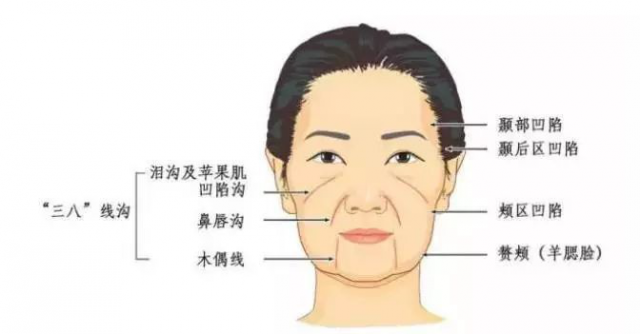 颞部凹陷
颞后区凹陷
泪沟及苹果肌
凹陷沟
“三八”线沟
鼻唇沟
颊区凹陷
木偶线
赘颊（羊腮脸）